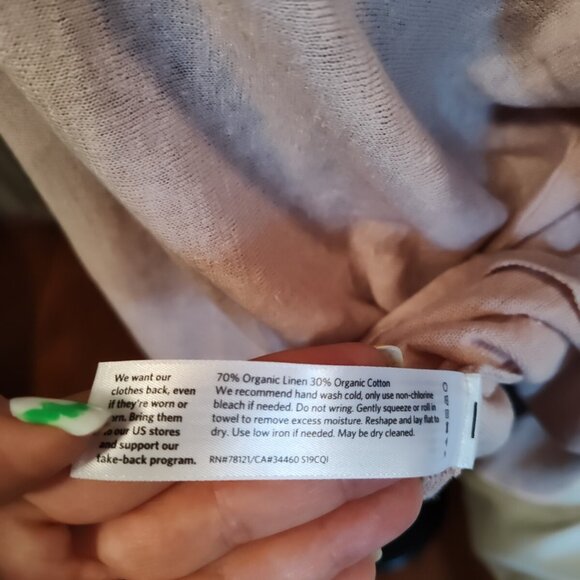 We want our
clothes back, even
if they're worn or
torn. Bring them
to our US stores
and support our
take-back program.
70% Organic Linen 30% Organic Cotton
We recommend hand wash cold, only use non-chlorine
bleach if needed. Do not wring. Gently squeeze or roll in
towel to remove excess moisture. Reshape and lay flat to
dry. Use low iron if needed. May be dry cleaned.
RN#78121/CA#34460 S19CQI